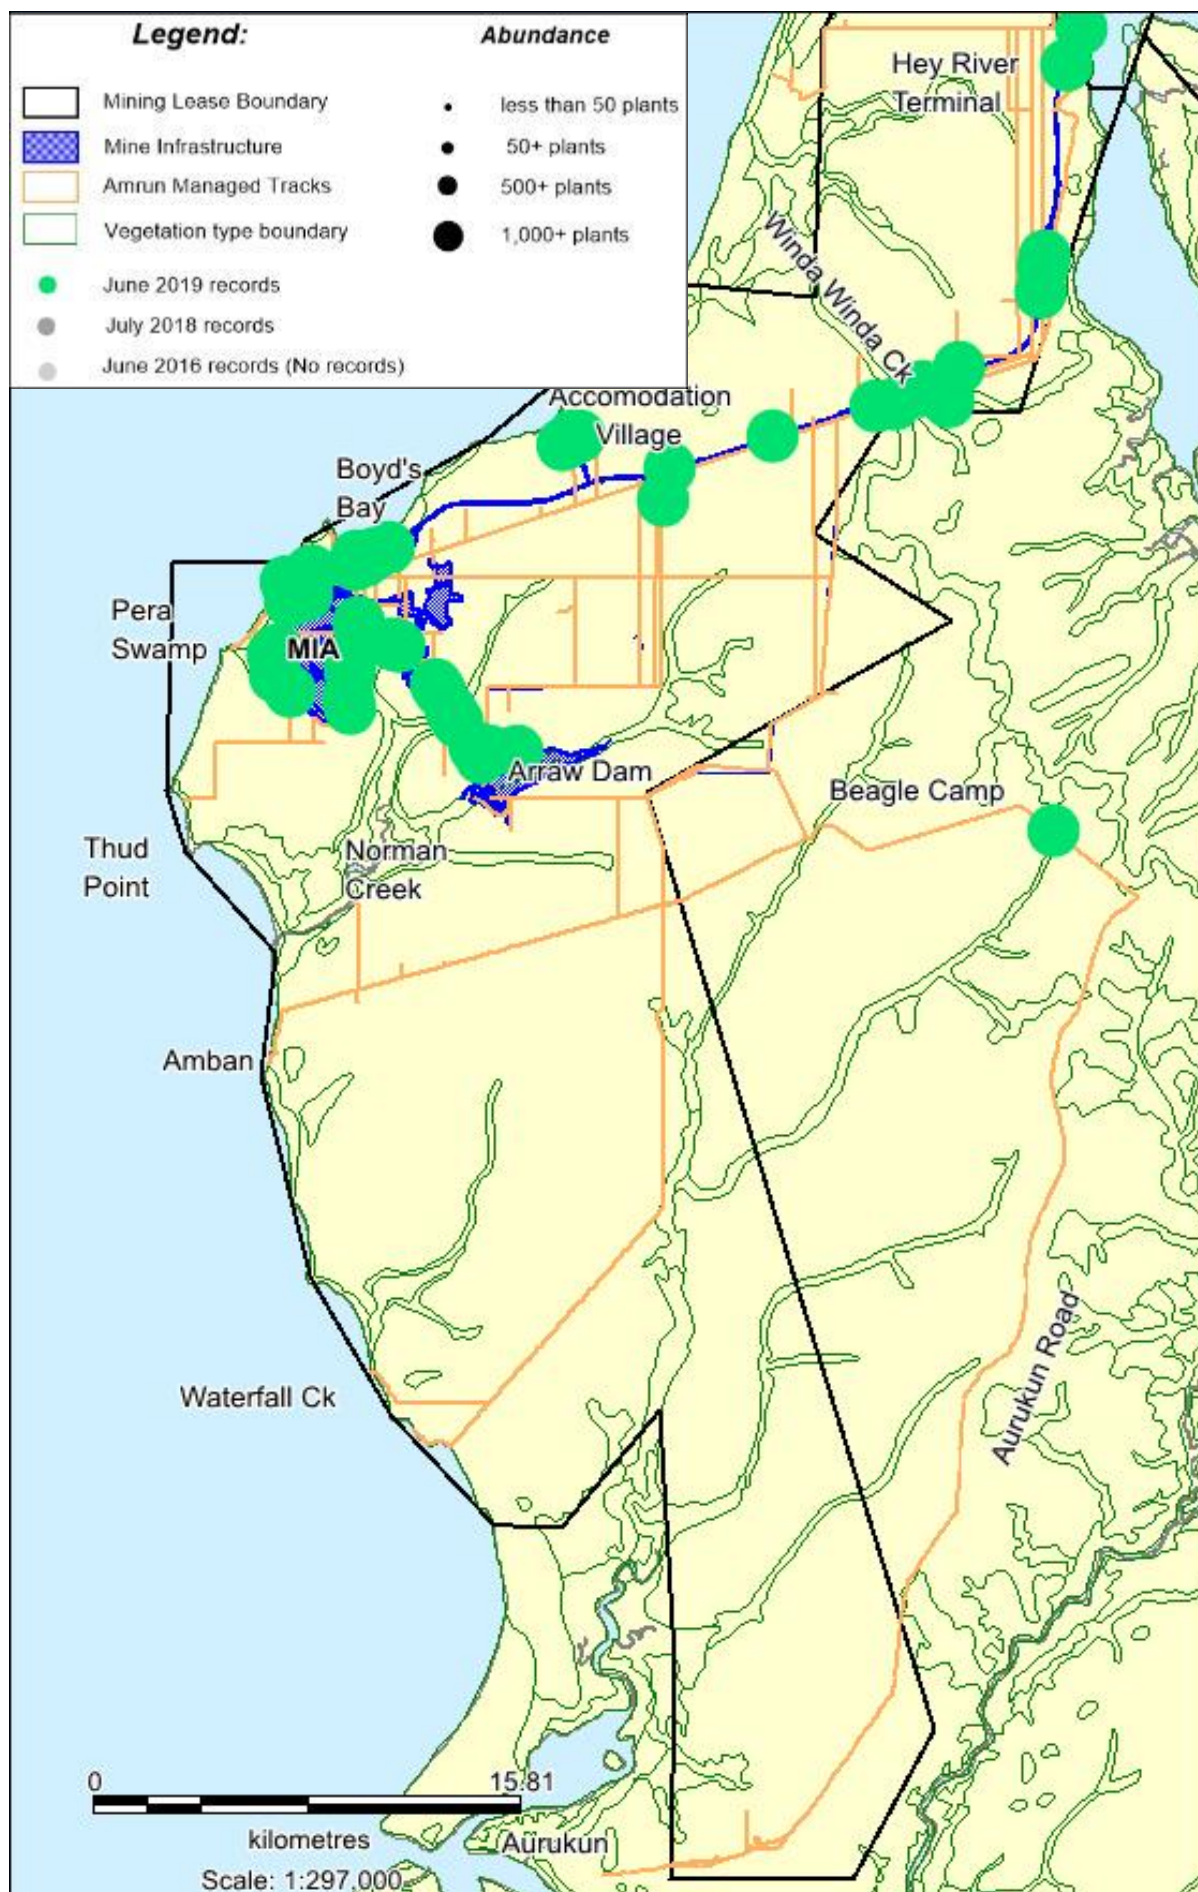 Legend:
Abundance
Mining Lease Boundary
less than 50 plants
Mine Infrastructure
50+ plants
Amrun Managed Tracks
500+ plants
Vegetation type boundary
1,000+ plants
June 2019 records
July 2018 records
June 2016 records (No records)
Hey River
Terminal
Winda Winda Ck
Accomodation
Village
Boyd's
Bay
Pera
Swamp
MIA
Arraw Dam
Beagle Camp
Thud
Point
Norman
Creek
Amban
Aurukun Road
Waterfall Ck
0
15.81
kilometres
Aurukun
Scale: 1:297,000